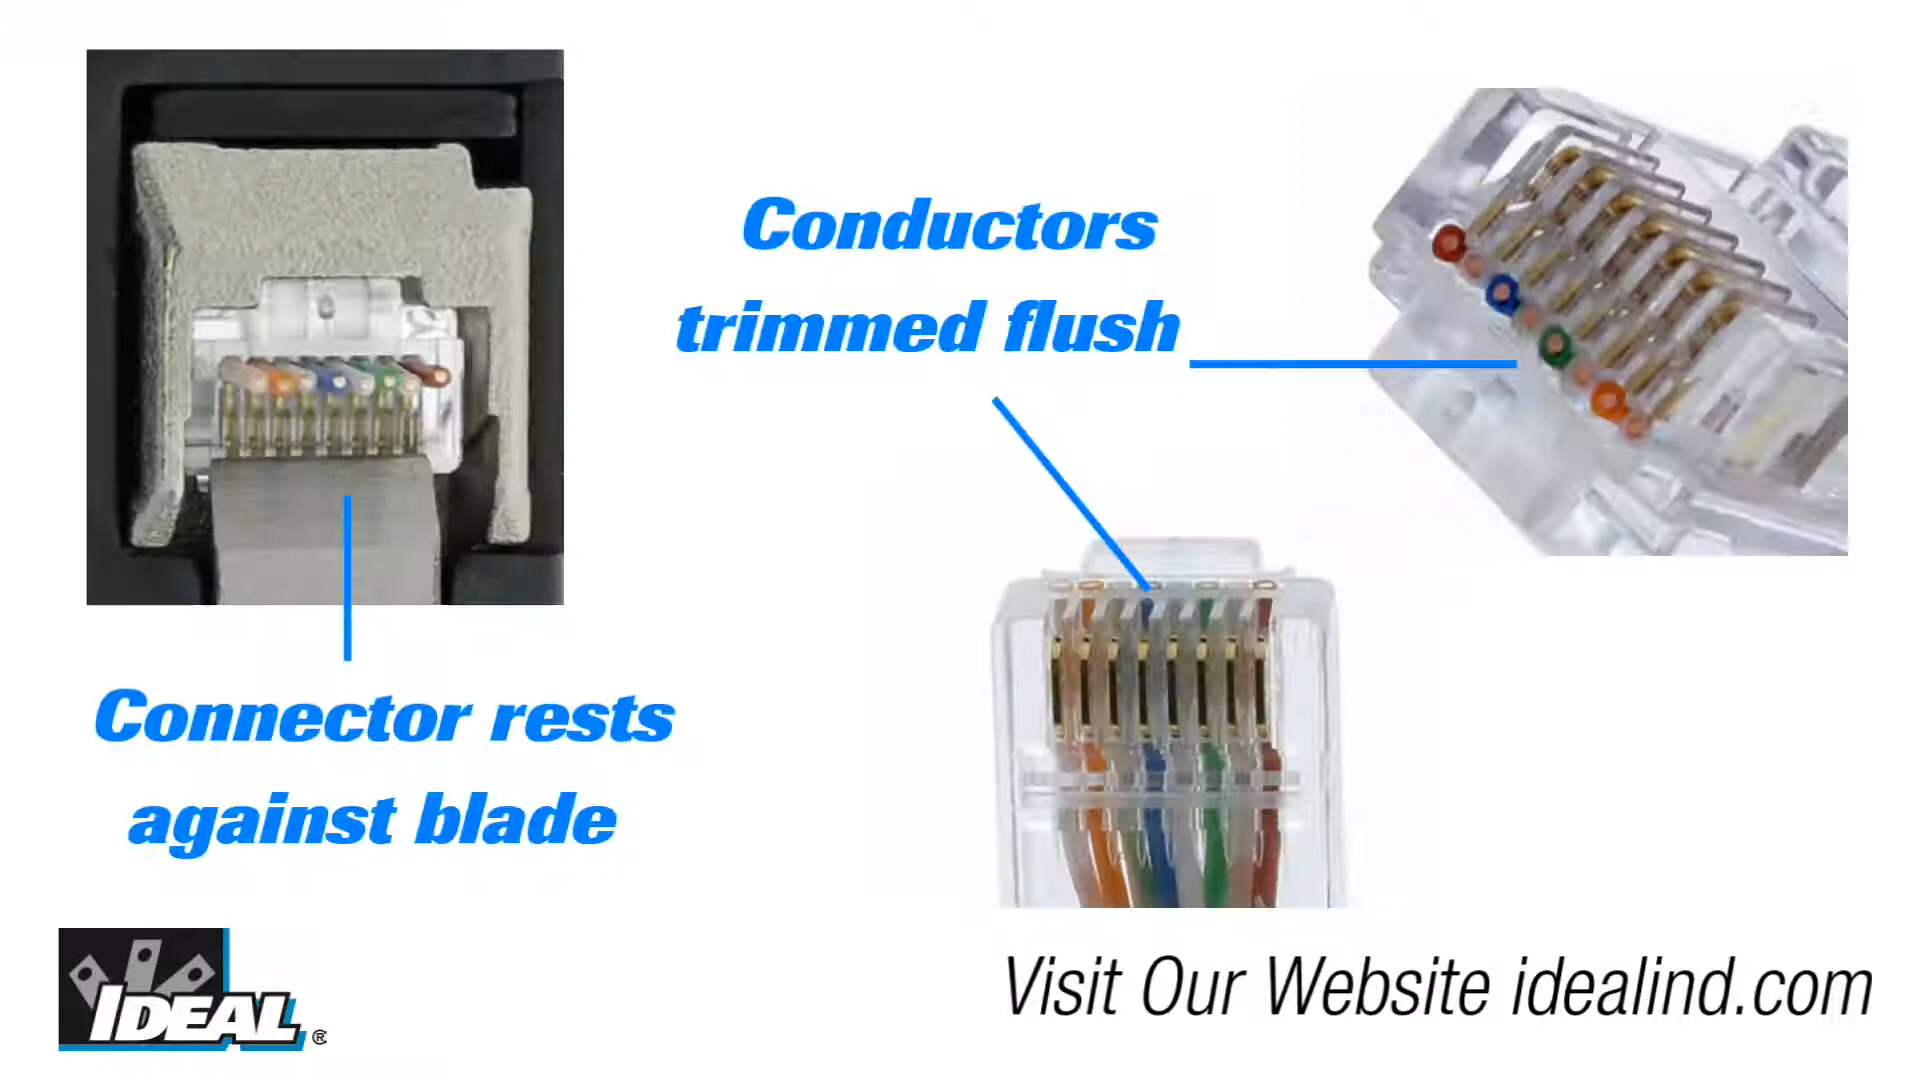 Conductors
trimmed flush
Connector rests
against blade
IDEAL®
Visit Our Website idealind.com